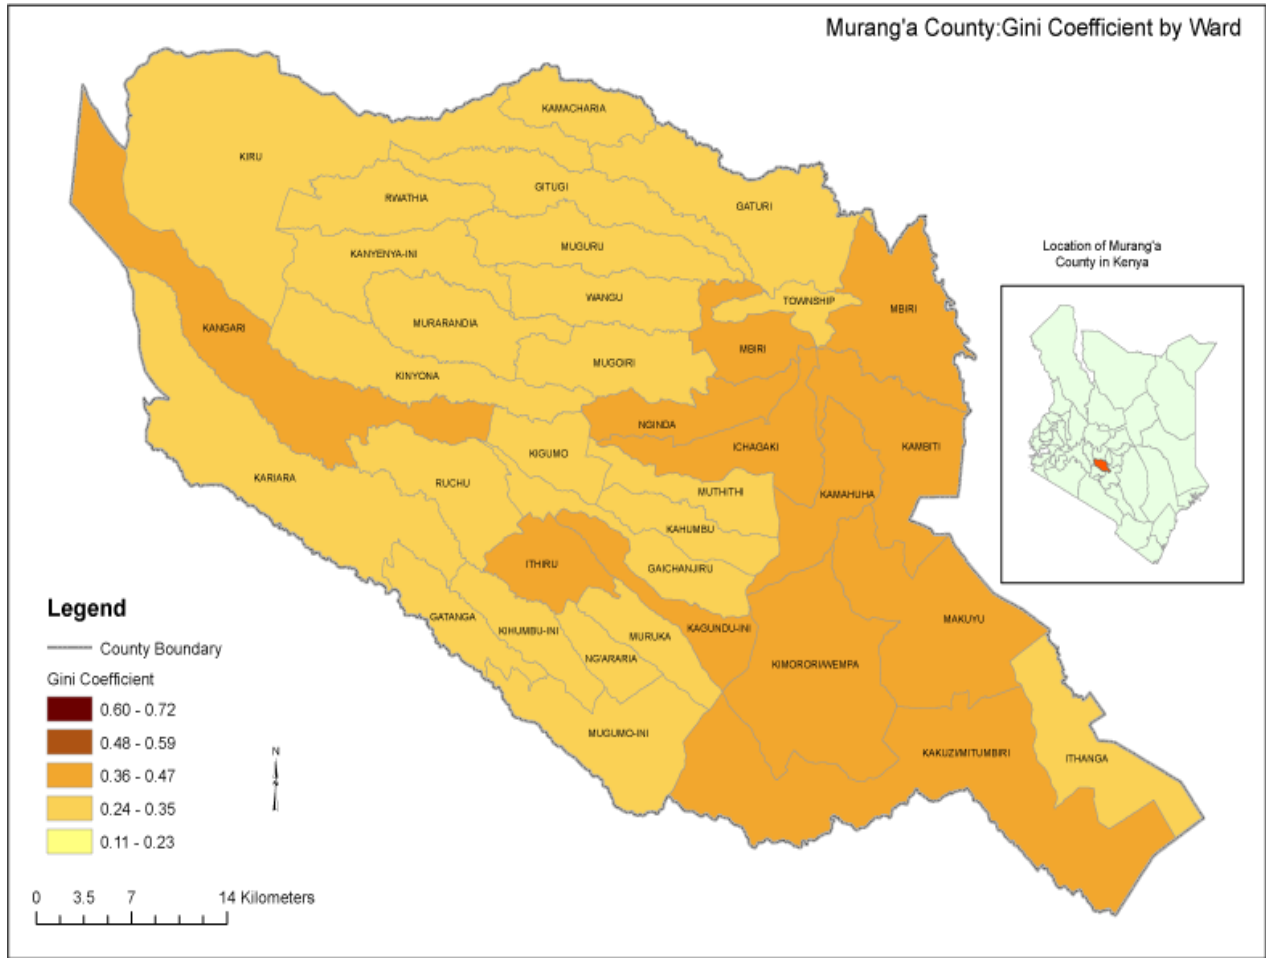 Murang'a County:Gini Coefficient by Ward
KAMACHARIA
KIRU
GITUGI
RWATHIA
GATURI
MUGURU
KANYENYA-INI
Location of Murang'a
County in Kenya
WANGU
TOWNSHIP
MBIRI
MURARANDIA
KANGARI
MBIRI
MUGOIRI
KINYONA
NGINDA
ICHAGAKI
KAMBITI
KIGUMO
KARIARA
RUCHU
MUTHITHI
KAMAHUHA
KAHUMBU
ITHIRU
GAICHANJIRU
Legend
GATANGA
KIHUMBU-INI
MURUKA
KAGUNDU-INI
MAKUYU
County Boundary
NG'ARARIA
KIMORORI/WEMPA
Gini Coefficient
0.60 - 0.72
MUGUMO-INI
0.48 - 0.59
N
KAKUZI/MITUMBIRI
ITHANGA
0.36 - 0.47
0.24 - 0.35
0.11 - 0.23
0 3.5 7 14 Kilometers